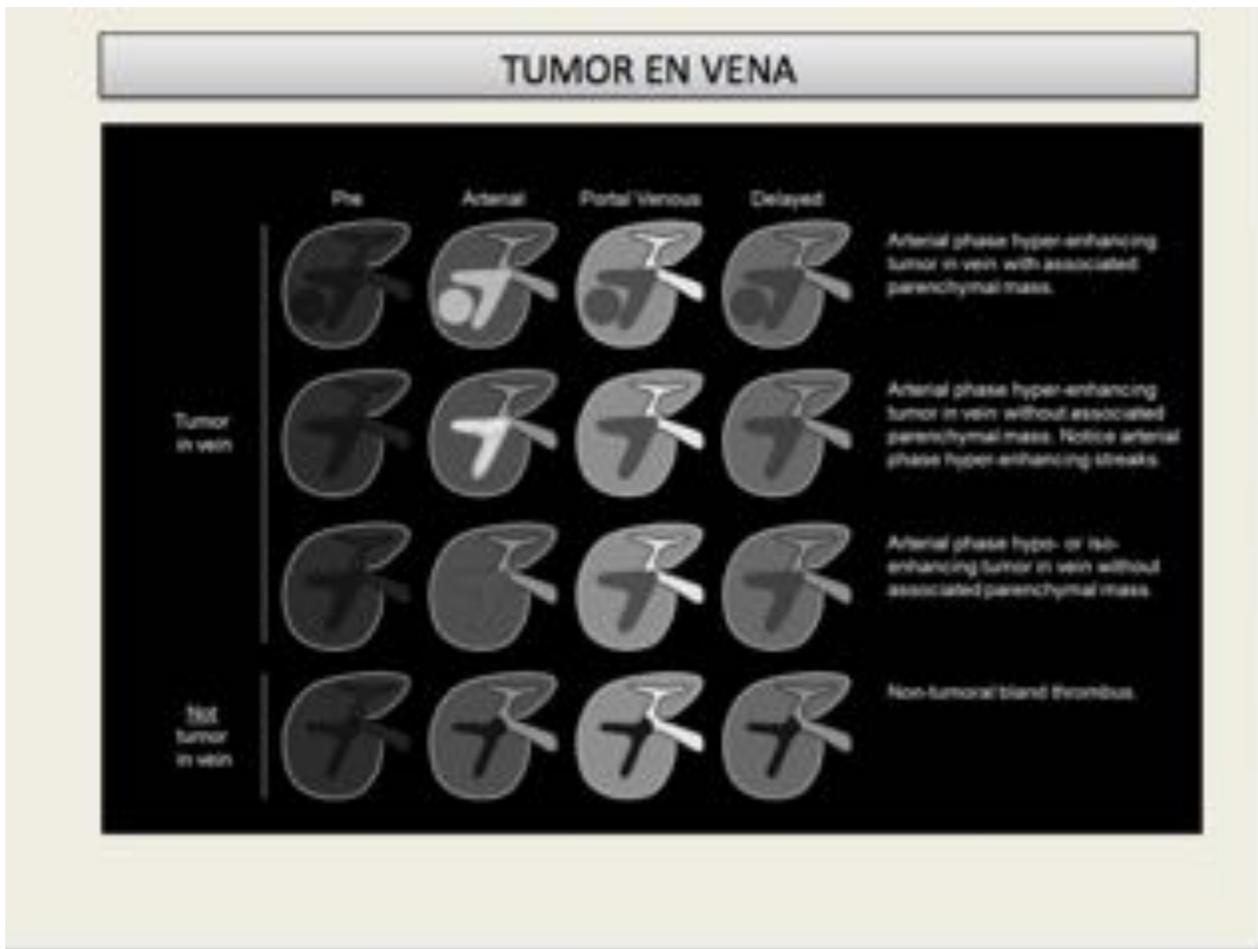 TUMOR EN VENA
Pre Arterial Portal Venous Delayed
Tumor
in vein
Arterial phase hyper-enhancing
tumor in vein with associated
parenchymal mass.
Arterial phase hyper-enhancing
tumor in vein without associated
parenchymal mass. Notice arterial
phase hyper-enhancing streaks.
Arterial phase hypo- or iso-
enhancing tumor in vein without
associated parenchymal mass.
Not
tumor
in vein
Non-tumoral bland thrombus.